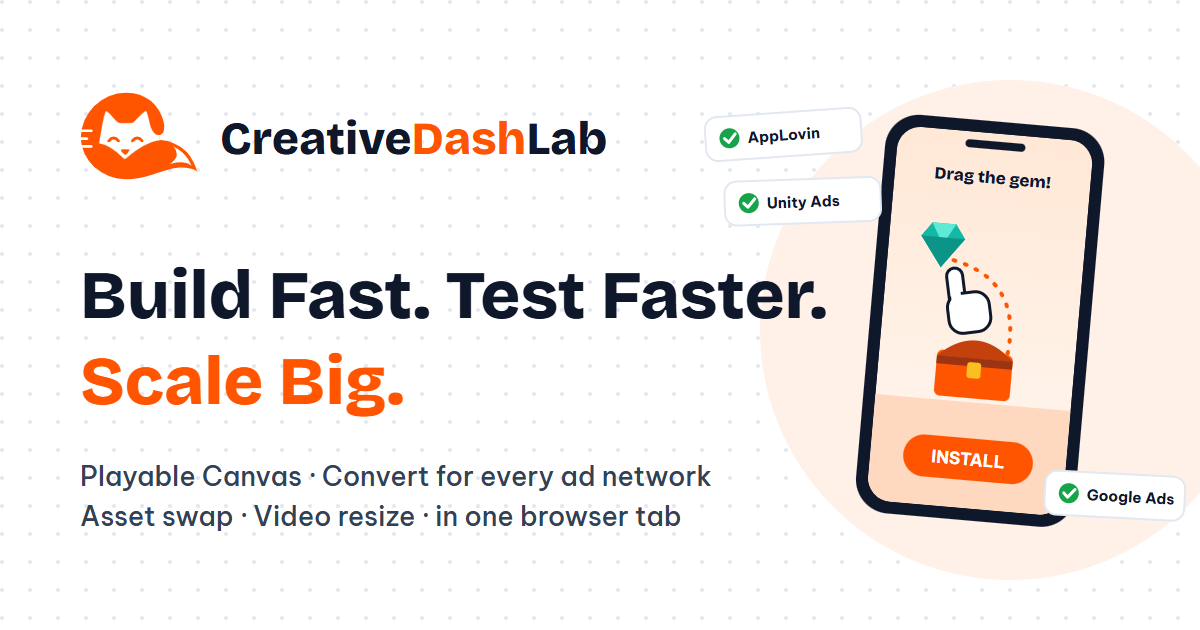 CreativeDashLab
Build Fast. Test Faster.
Scale Big.
Playable Canvas · Convert for every ad network
Asset swap · Video resize · in one browser tab
AppLovin
Unity Ads
Drag the gem!
INSTALL
Google Ads